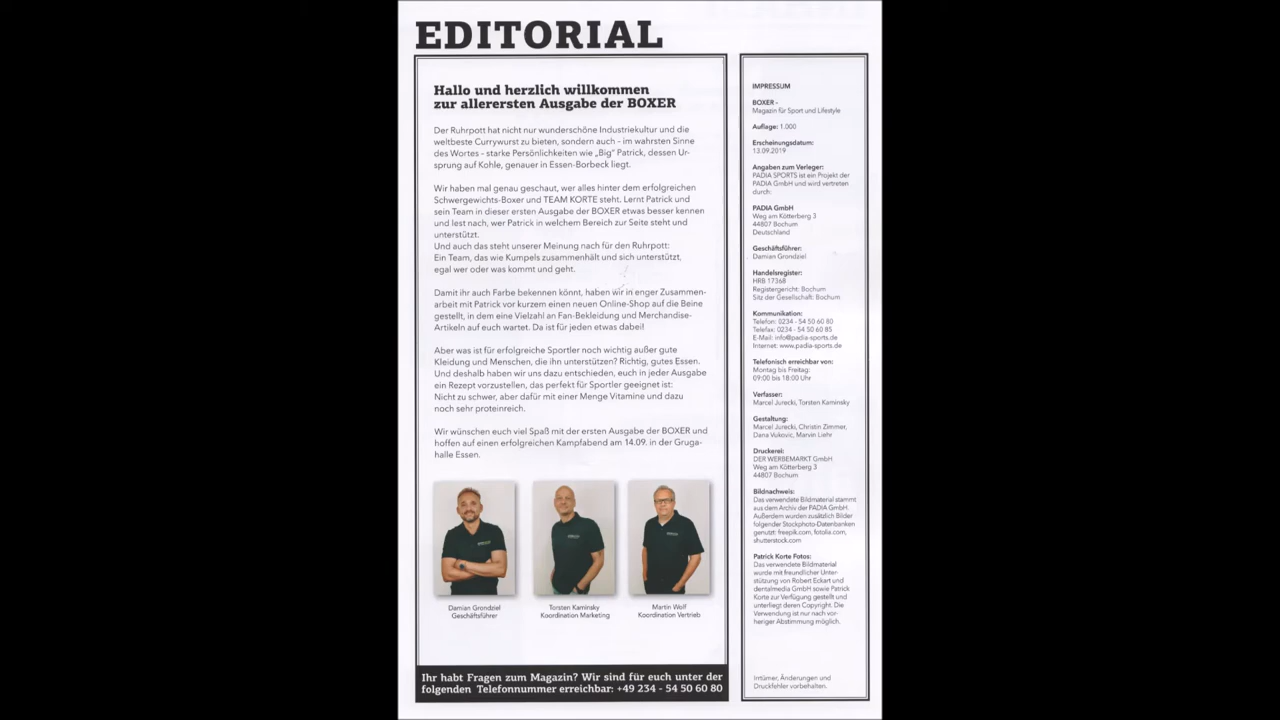 EDITORIAL
Hallo und herzlich willkommen
zur allerersten Ausgabe der BOXER
Der Ruhrpott hat nicht nur wunderschöne Industriekultur und die
weltbeste Currywurst zu bieten, sondern auch – im wahrsten Sinne
des Wortes – starke Persönlichkeiten wie „Big“ Patrick, dessen Ur-
sprung auf Kohle, genauer in Essen-Borbeck liegt.
Wir haben mal genau geschaut, wer alles hinter dem erfolgreichen
Schwergewichts-Boxer und TEAM KORTE steht. Lernt Patrick und
sein Team in dieser ersten Ausgabe der BOXER etwas besser kennen
und lest nach, wer Patrick in welchem Bereich zur Seite steht und
unterstützt.
Und auch das steht unserer Meinung nach für den Ruhrpott:
Ein Team, das wie Kumpels zusammenhält und sich unterstützt,
egal wer oder was kommt und geht.
Damit ihr auch Farbe bekennen könnt, haben wir in enger Zusammen-
arbeit mit Patrick vor kurzem einen neuen Online-Shop auf die Beine
gestellt, in dem eine Vielzahl an Fan-Bekleidung und Merchandise-
Artikeln auf euch wartet. Da ist für jeden etwas dabei!
Aber was ist für erfolgreiche Sportler noch wichtig außer gute
Kleidung und Menschen, die ihn unterstützen? Richtig, gutes Essen.
Und deshalb haben wir uns dazu entschieden, euch in jeder Ausgabe
ein Rezept vorzustellen, das perfekt für Sportler geeignet ist:
Nicht zu schwer, aber dafür mit einer Menge Vitamine und dazu
noch sehr proteinreich.
Wir wünschen euch viel Spaß mit der ersten Ausgabe der BOXER und
hoffen auf einen erfolgreichen Kampfabend am 14.09. in der Gruga-
halle Essen.
Damian Grondziel
Geschäftsführer
Torsten Kaminsky
Koordination Marketing
Martin Wolf
Koordination Vertrieb
Ihr habt Fragen zum Magazin? Wir sind für euch unter der
folgenden Telefonnummer erreichbar: +49 234 - 54 50 60 80
IMPRESSUM
BOXER -
Magazin für Sport und Lifestyle
Auflage: 1.000
Erscheinungsdatum:
13.09.2019
Angaben zum Verleger:
PADIA SPORTS ist ein Projekt der
PADIA GmbH und wird vertreten
durch:
PADIA GmbH
Weg am Kötterberg 3
44807 Bochum
Deutschland
Geschäftsführer:
Damian Grondziel
Handelsregister:
HRB 17368
Registergericht: Bochum
Sitz der Gesellschaft: Bochum
Kommunikation:
Telefon: 0234 - 54 50 60 80
Telefax: 0234 - 54 50 60 85
E-Mail: info@padia-sports.de
Internet: www.padia-sports.de
Telefonisch erreichbar von:
Montag bis Freitag:
09:00 bis 18:00 Uhr
Verfasser:
Marcel Jurecki, Torsten Kaminsky
Gestaltung:
Marcel Jurecki, Christin Zimmer,
Dana Vukovic, Marvin Liehr
Druckerei:
DER WERBEMARKT GmbH
Weg am Kötterberg 3
44807 Bochum
Bildnachweis:
Das verwendete Bildmaterial stammt
aus dem Archiv der PADIA GmbH.
Außerdem wurden zusätzlich Bilder
folgender Stockphoto-Datenbanken
genutzt: freepik.com, fotolia.com,
shutterstock.com
Patrick Korte Fotos:
Das verwendete Bildmaterial
wurde mit freundlicher Unter-
stützung von Robert Eckart und
dentalmedia GmbH sowie Patrick
Korte zur Verfügung gestellt und
unterliegt deren Copyright. Die
Verwendung ist nur nach vor-
heriger Abstimmung möglich.
Irrtümer, Änderungen und
Druckfehler vorbehalten.